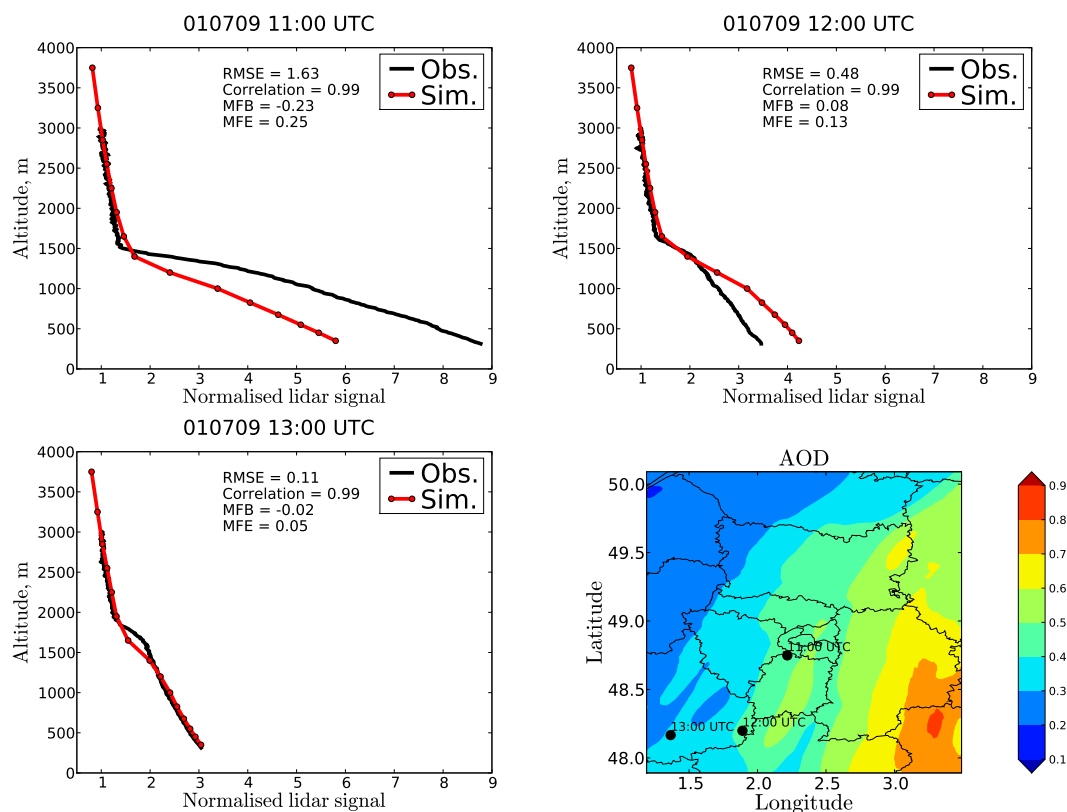 010709 11:00 UTC
4000
3500
3000
2500
2000
1500
1000
500
0
Altitude, m
RMSE = 1.63
Correlation = 0.99
MFB = -0.23
MFE = 0.25
Obs.
Sim.
1 2 3 4 5 6 7 8 9
Normalised lidar signal
010709 12:00 UTC
4000
3500
3000
2500
2000
1500
1000
500
0
Altitude, m
RMSE = 0.48
Correlation = 0.99
MFB = 0.08
MFE = 0.13
Obs.
Sim.
1 2 3 4 5 6 7 8 9
Normalised lidar signal
010709 13:00 UTC
4000
3500
3000
2500
2000
1500
1000
500
0
Altitude, m
RMSE = 0.11
Correlation = 0.99
MFB = -0.02
MFE = 0.05
Obs.
Sim.
1 2 3 4 5 6 7 8 9
Normalised lidar signal
AOD
50.0
49.5
49.0
48.5
48.0
Latitude
11:00 UTC
12:00 UTC
13:00 UTC
1.5 2.0 2.5 3.0
Longitude
0.9
0.8
0.7
0.6
0.5
0.4
0.3
0.2
0.1